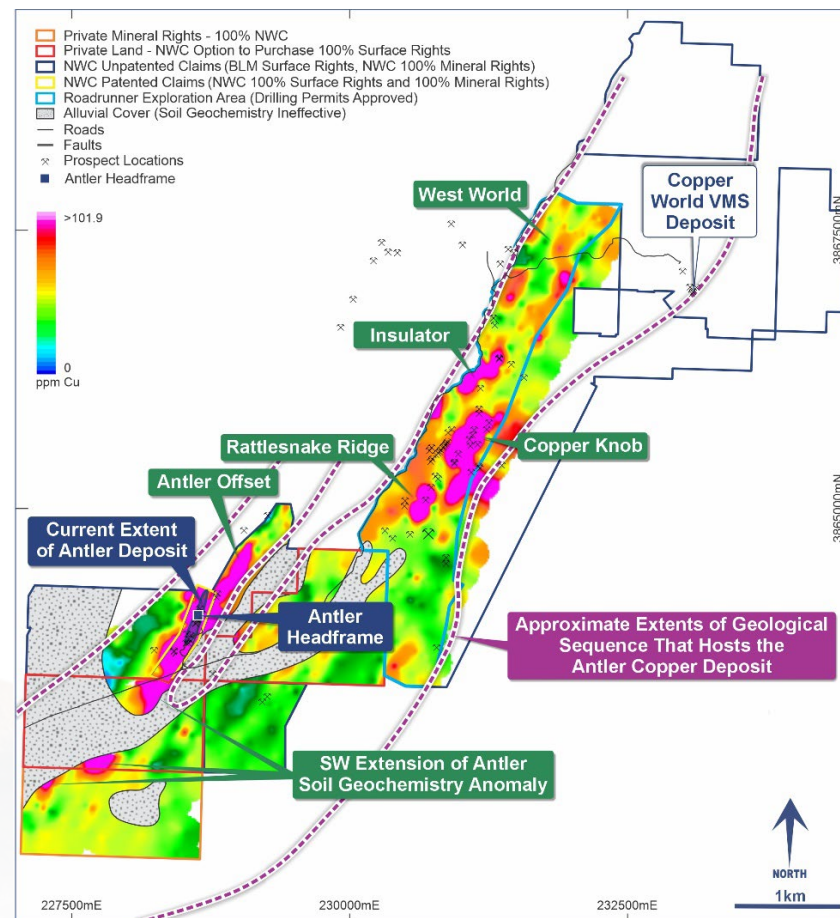 Private Mineral Rights - 100% NWC
Private Land - NWC Option to Purchase 100% Surface Rights
NWC Unpatented Claims (BLM Surface Rights, NWC 100% Mineral Rights)
NWC Patented Claims (NWC 100% Surface Rights and 100% Mineral Rights)
Roadrunner Exploration Area (Drilling Permits Approved)
Alluvial Cover (Soil Geochemistry Ineffective)
Roads
Faults
Prospect Locations
Antler Headframe
>101.9
0
ppm Cu
West World
Copper
World VMS
Deposit
3867500mN
Insulator
Rattlesnake Ridge
Copper Knob
Antler Offset
3865000mN
Current Extent
of Antler Deposit
Antler
Headframe
Approximate Extents of Geological
Sequence That Hosts the
Antler Copper Deposit
SW Extension of Antler
Soil Geochemistry Anomaly
NORTH
1km
227500mE
230000mE
232500mE